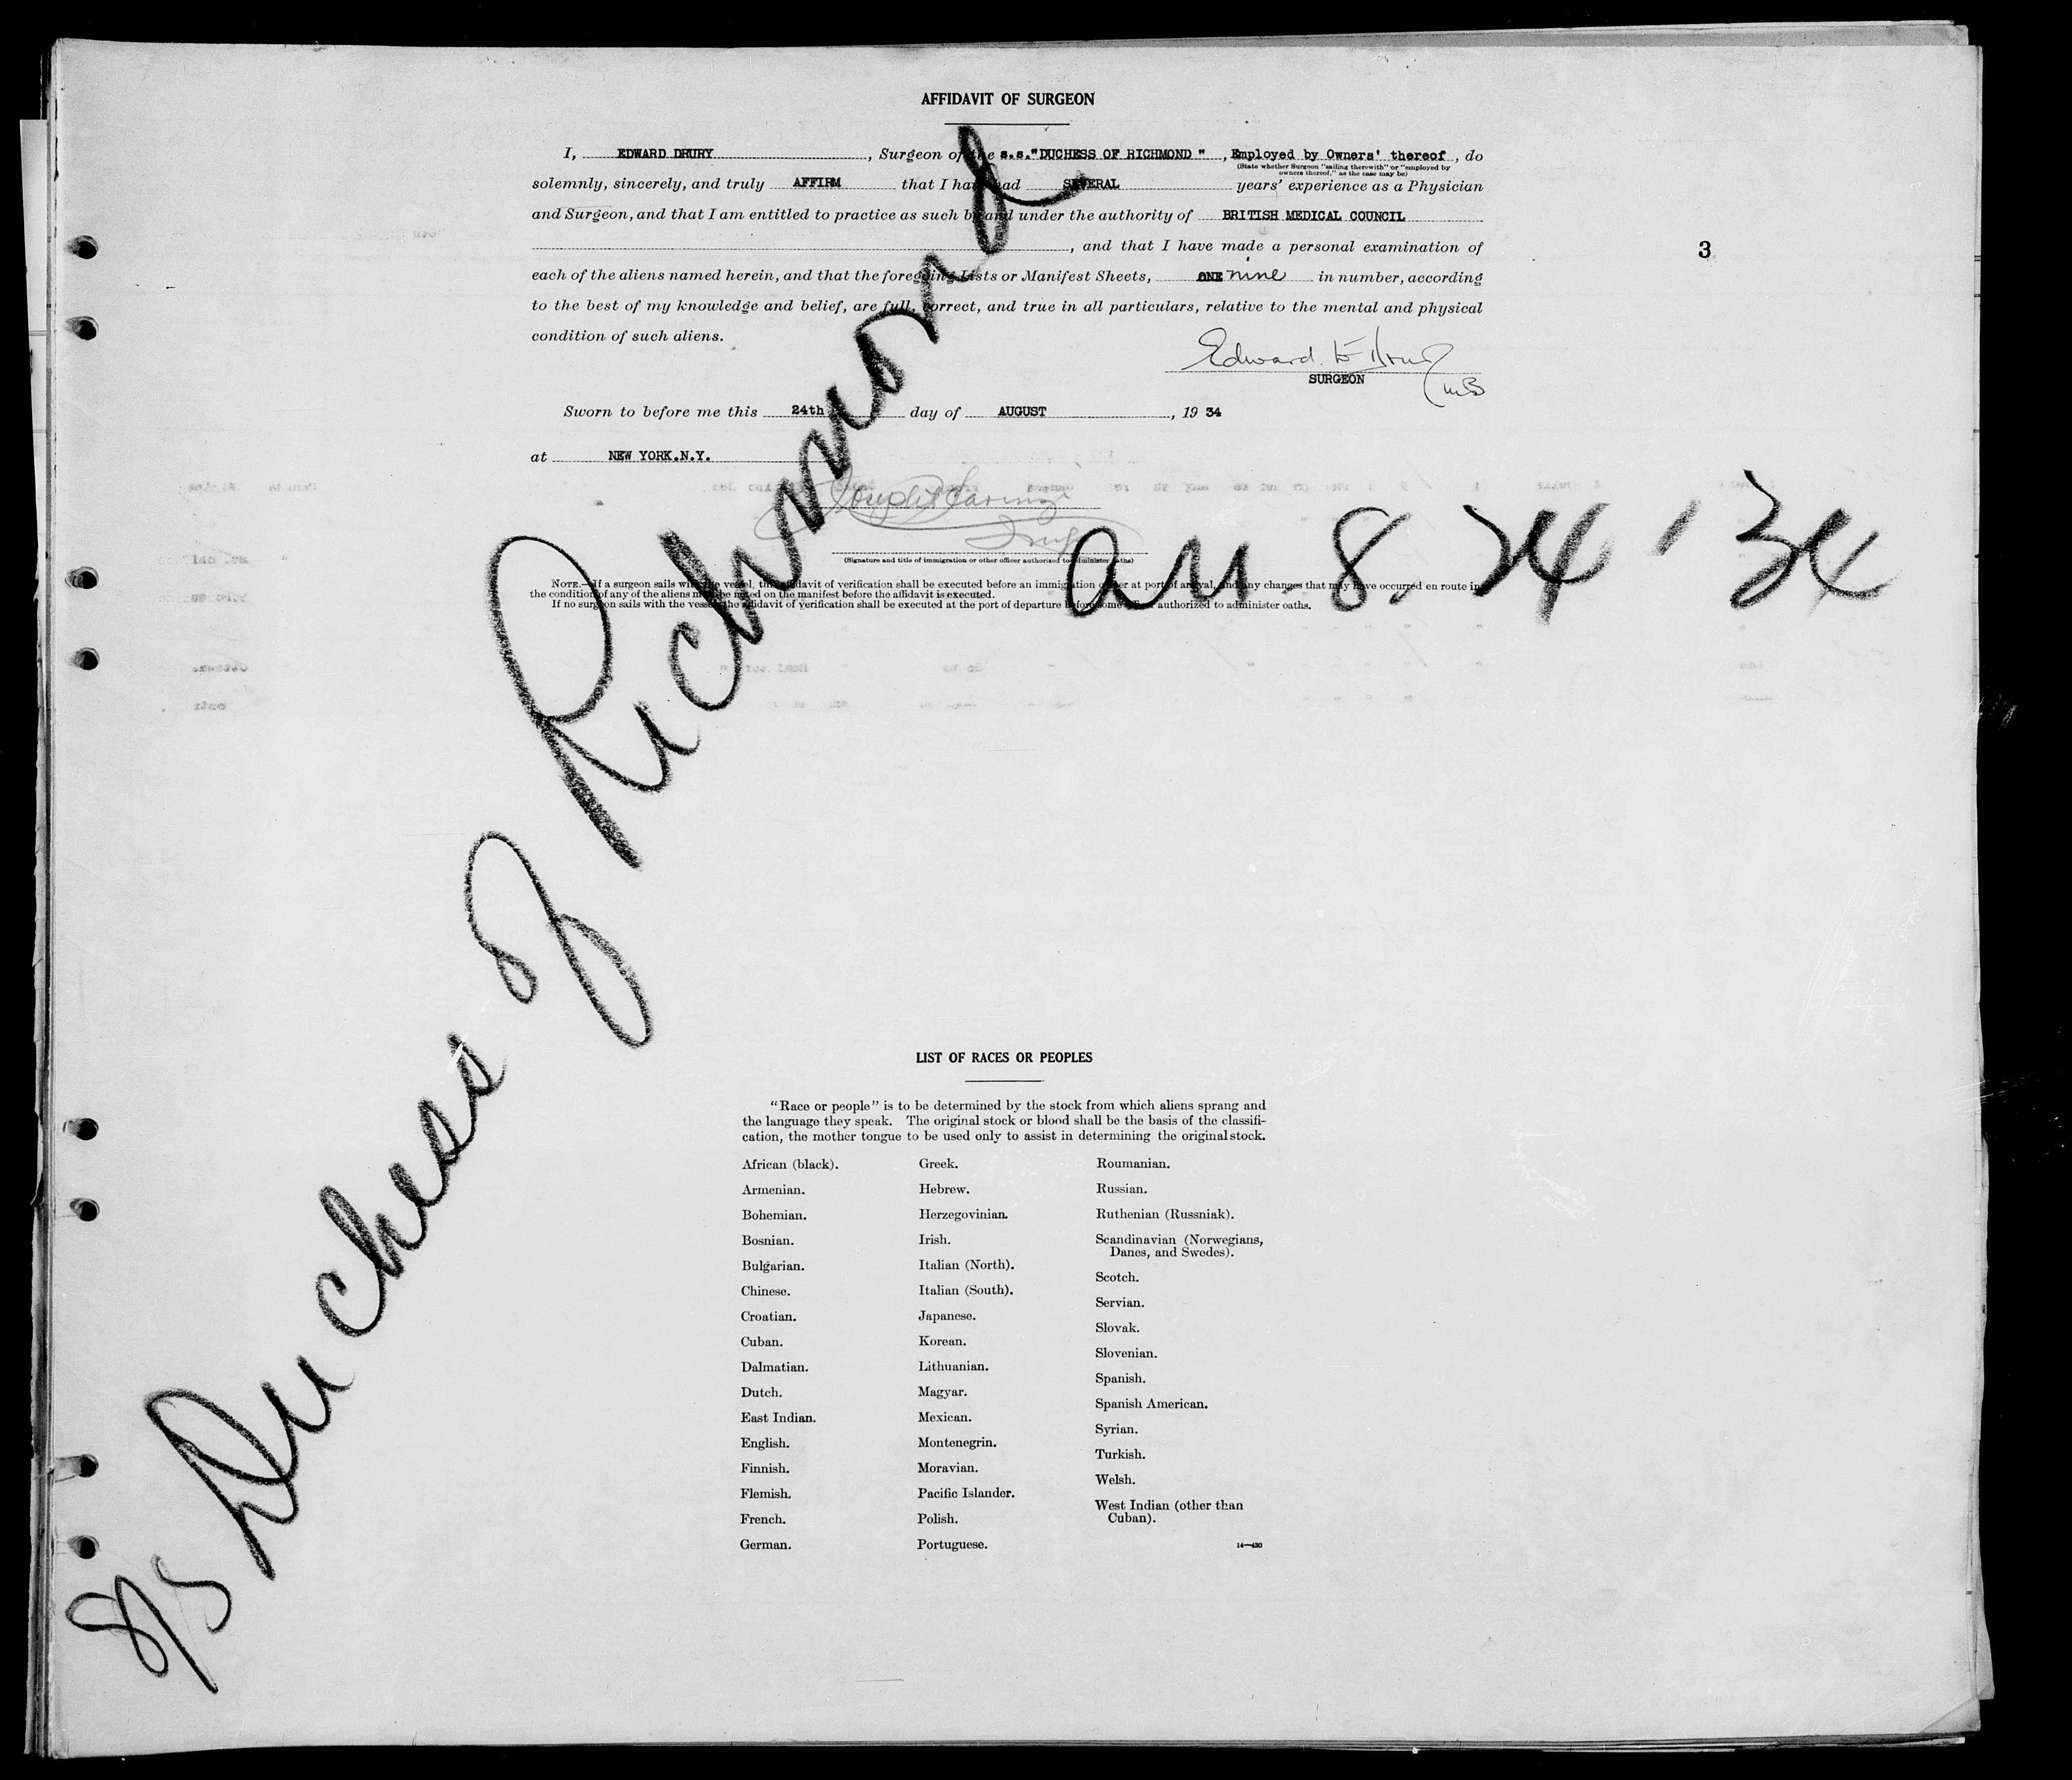 AFFIDAVIT OF SURGEON
I, EDWARD DRURY, Surgeon of the s.s."DUCHESS OF RICHMOND ", Employed by Owners' thereof, do
(State whether Surgeon "sailing therewith" or "employed by
owners thereof," as the case may be)
solemnly, sincerely, and truly AFFIRM that I have had SEVERAL years' experience as a Physician
and Surgeon, and that I am entitled to practice as such by and under the authority of BRITISH MEDICAL COUNCIL
, and that I have made a personal examination of
3
each of the aliens named herein, and that the foregoing Lists or Manifest Sheets, ONE nine in number, according
to the best of my knowledge and belief, are full, correct, and true in all particulars, relative to the mental and physical
condition of such aliens.
Edward
SURGEON
MB
Sworn to before me this 24th day of AUGUST, 19 34
at NEW YORK.N.Y.
(Signature and title of immigration or other officer authorized to administer oaths)
NOTE.—If a surgeon sails with the vessel, this affidavit of verification shall be executed before an immigration officer at port of arrival, and any changes that may have occurred en route in
the condition of any of the aliens must be noted on the manifest before the affidavit is executed.
If no surgeon sails with the vessel, the affidavit of verification shall be executed at the port of departure before some officer authorized to administer oaths.
8. 24 ' 34
S/S Duchess of Richmond
LIST OF RACES OR PEOPLES
"Race or people" is to be determined by the stock from which aliens sprang and
the language they speak. The original stock or blood shall be the basis of the classifi-
cation, the mother tongue to be used only to assist in determining the original stock.
African (black).
Armenian.
Bohemian.
Bosnian.
Bulgarian.
Chinese.
Croatian.
Cuban.
Dalmatian.
Dutch.
East Indian.
English.
Finnish.
Flemish.
French.
German.
Greek.
Hebrew.
Herzegovinian.
Irish.
Italian (North).
Italian (South).
Japanese.
Korean.
Lithuanian.
Magyar.
Mexican.
Montenegrin.
Moravian.
Pacific Islander.
Polish.
Portuguese.
Roumanian.
Russian.
Ruthenian (Russniak).
Scandinavian (Norwegians,
Danes, and Swedes).
Scotch.
Servian.
Slovak.
Slovenian.
Spanish.
Spanish American.
Syrian.
Turkish.
Welsh.
West Indian (other than
Cuban).
14—430